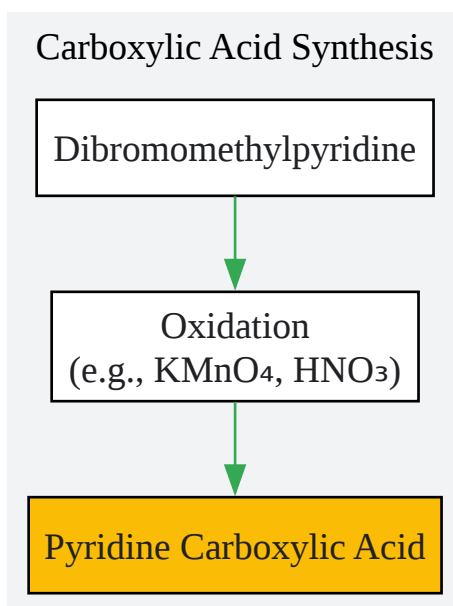 Carboxylic Acid Synthesis
Dibromomethylpyridine
Oxidation
(e.g., KMnO₄, HNO₃)
Pyridine Carboxylic Acid